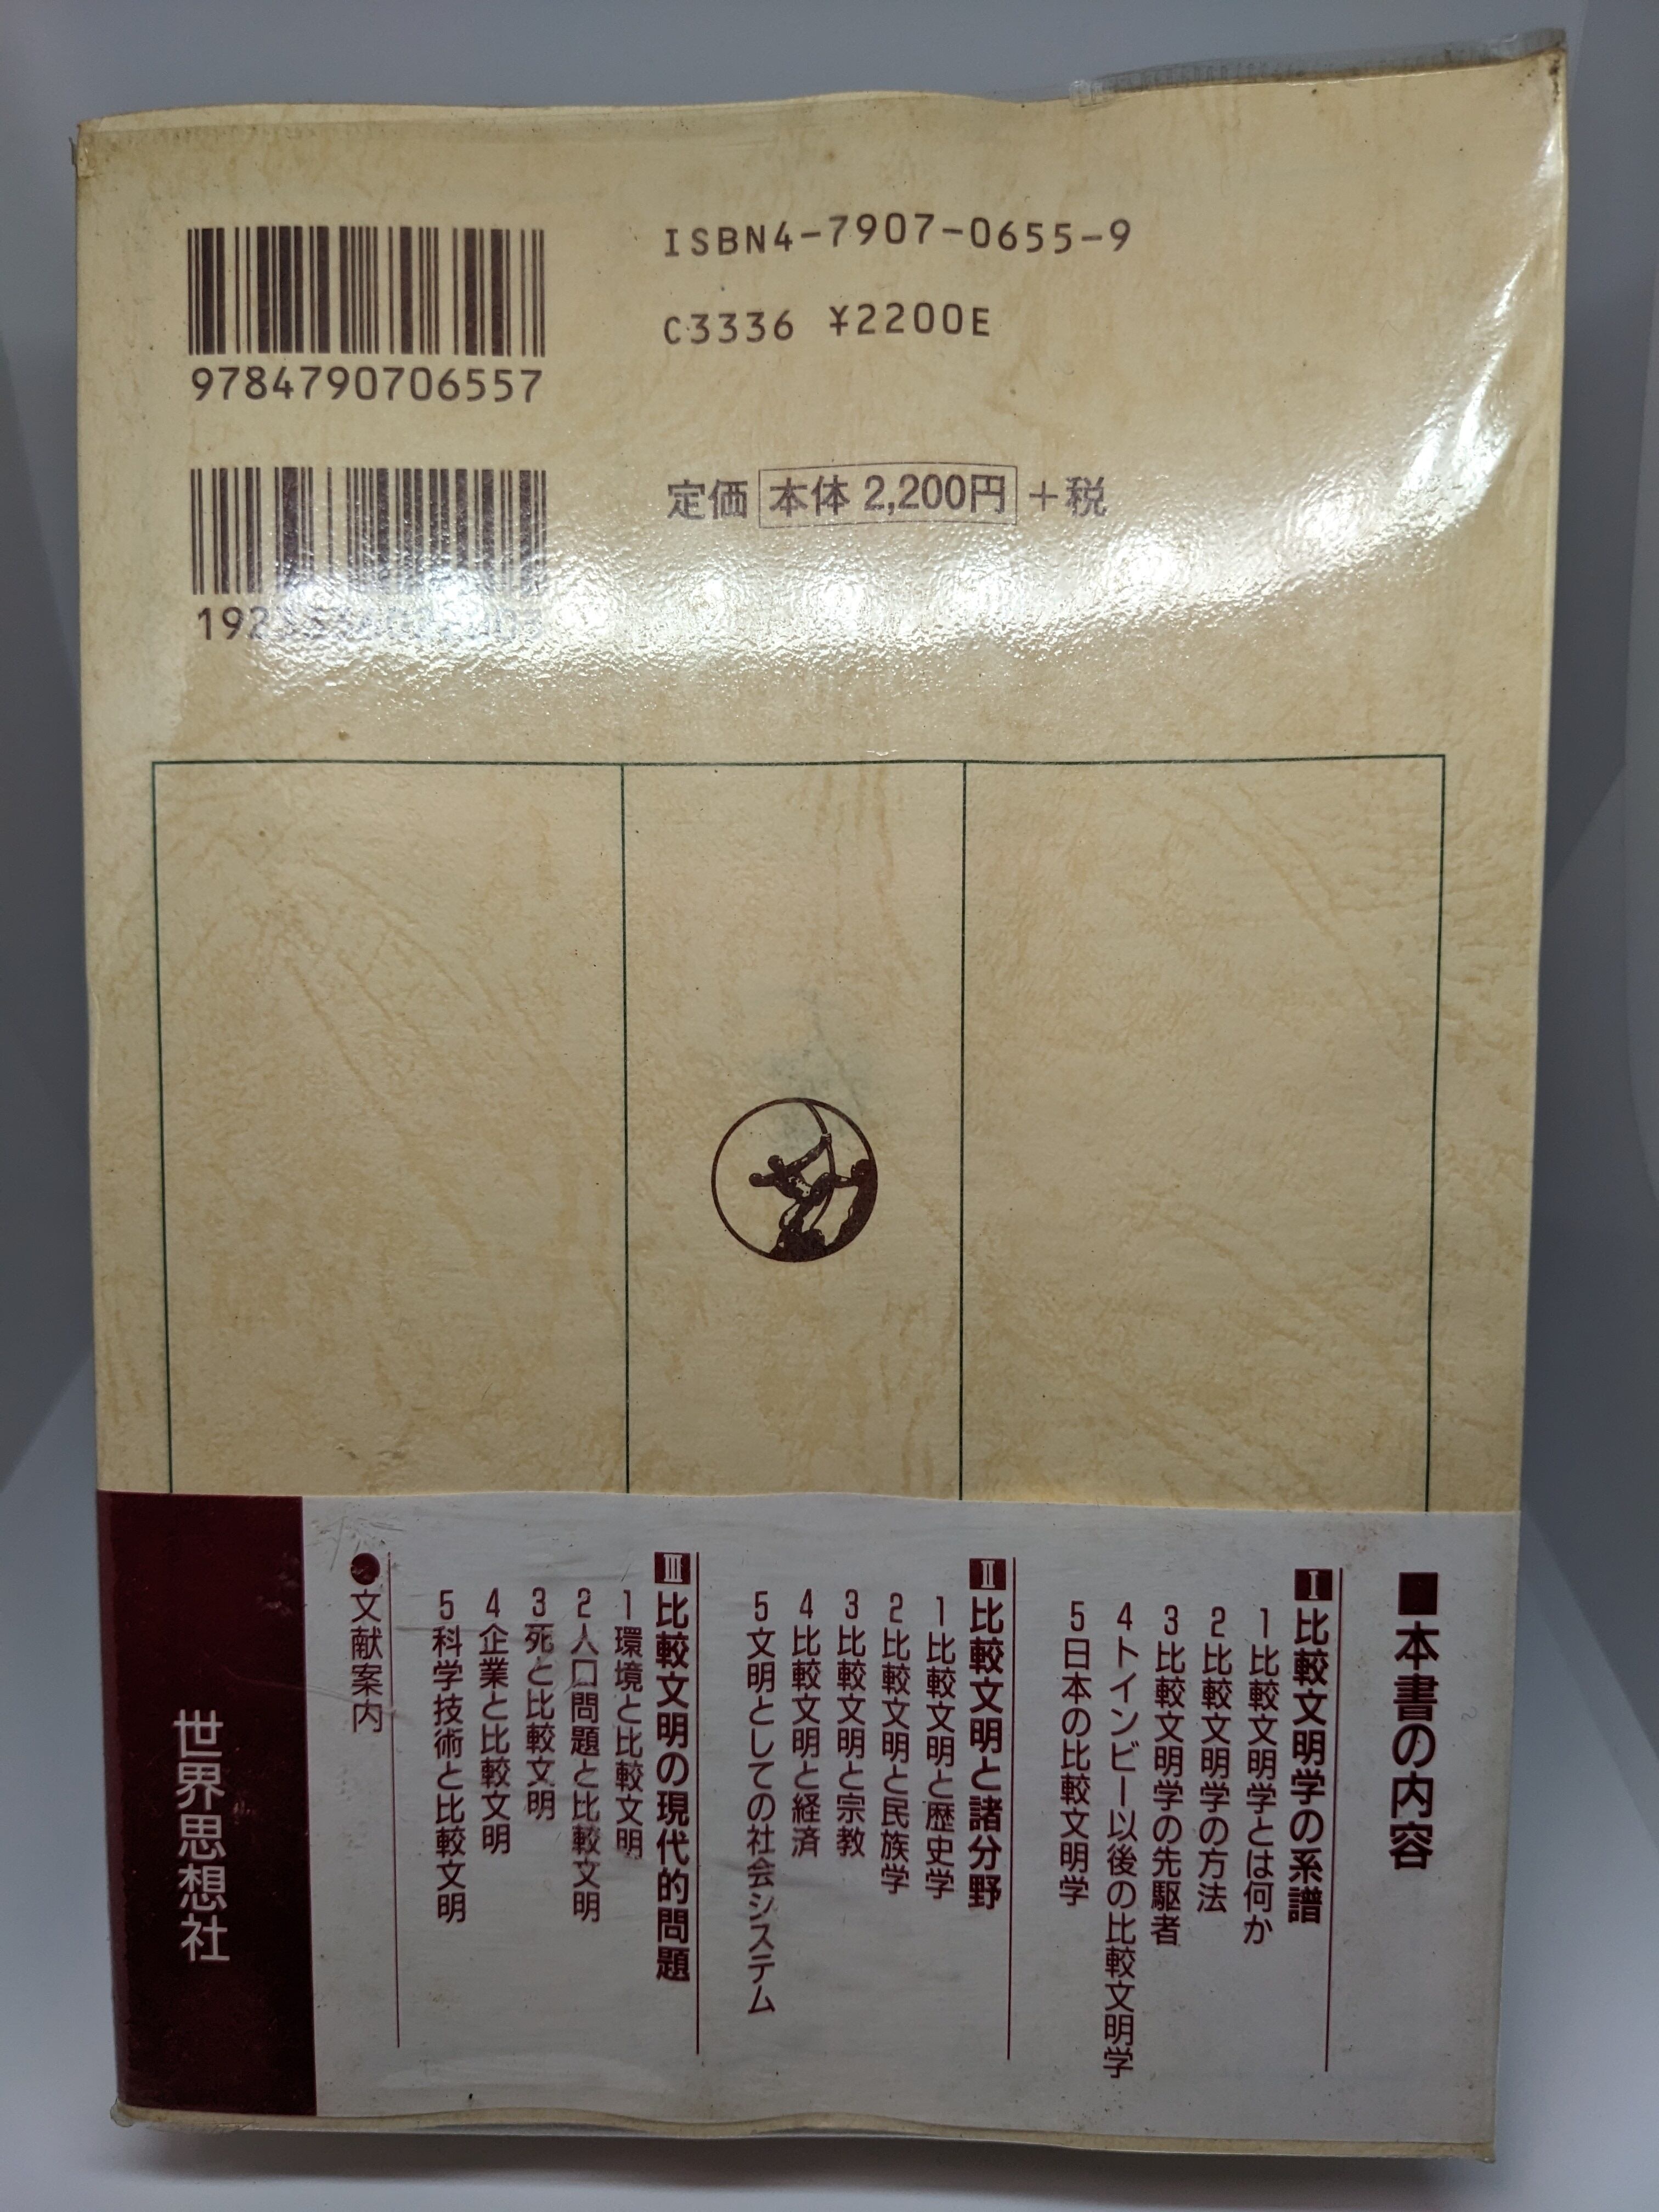 ISBN4-7907-0655-9
C3336 ¥2200E
9784790706557
定価 本体 2,200円 +税
■本書の内容
Ⅰ比較文明学の系譜
1比較文明学とは何か
2比較文明学の方法
3比較文明学の先駆者
4トインビー以後の比較文明学
5日本の比較文明学
Ⅱ比較文明と諸分野
1比較文明と歴史学
2比較文明と民族学
3比較文明と宗教
4比較文明と経済
5文明としての社会システム
Ⅲ比較文明の現代的問題
1環境と比較文明
2人口問題と比較文明
3死と比較文明
4企業と比較文明
5科学技術と比較文明
●文献案内
世界思想社